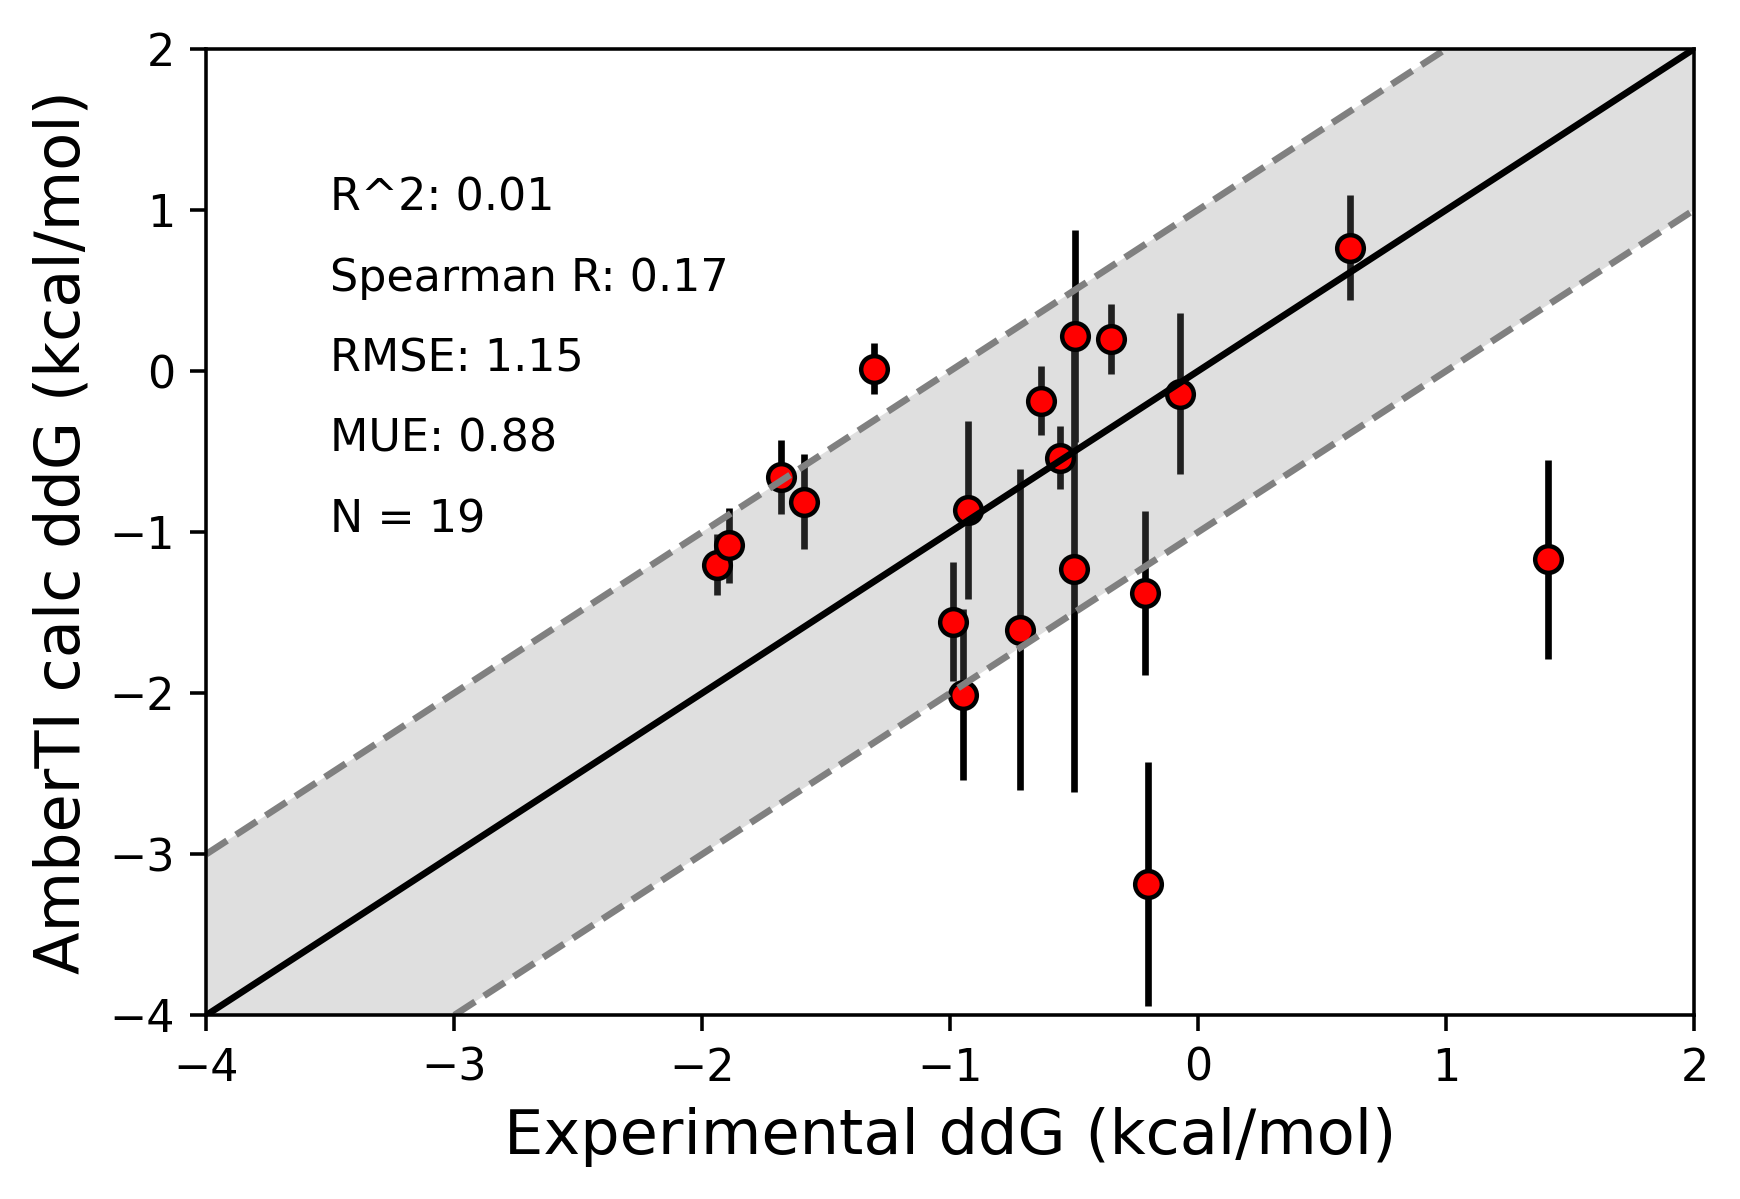 AmberTI calc ddG (kcal/mol)
2
1
0
−1
−2
−3
−4
R^2: 0.01
Spearman R: 0.17
RMSE: 1.15
MUE: 0.88
N = 19
−4 −3 −2 −1 0 1 2
Experimental ddG (kcal/mol)